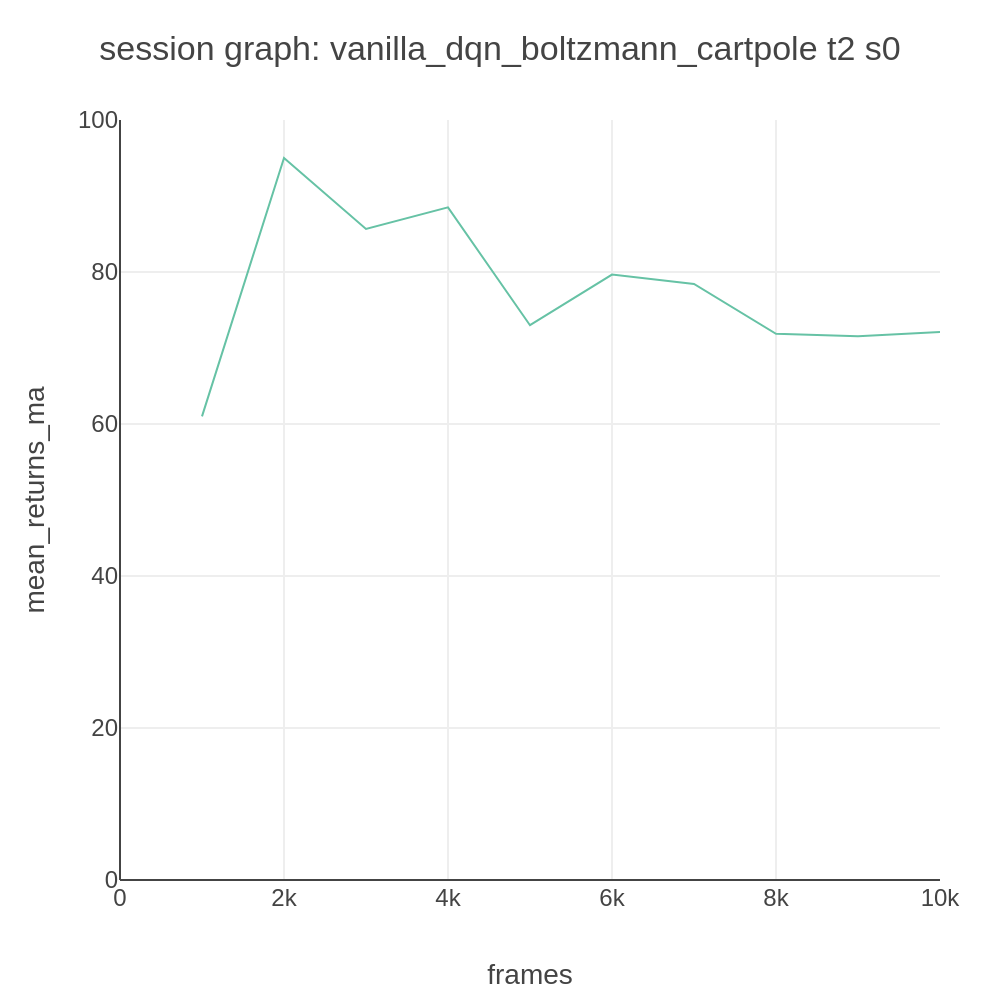 session graph: vanilla_dqn_boltzmann_cartpole t2 s0
100
80
60
40
20
0
mean_returns_ma
0 2k 4k 6k 8k 10k
frames